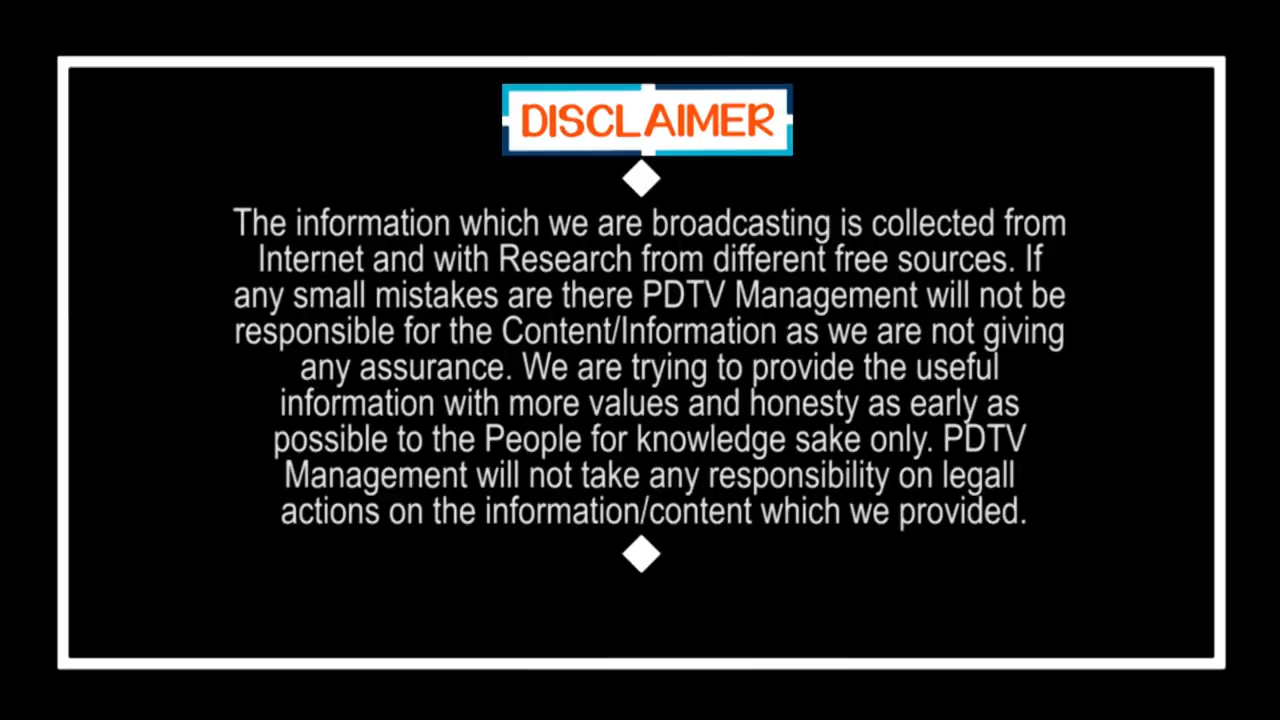 DISCLAIMER
The information which we are broadcasting is collected from
Internet and with Research from different free sources. If
any small mistakes are there PDTV Management will not be
responsible for the Content/Information as we are not giving
any assurance. We are trying to provide the useful
information with more values and honesty as early as
possible to the People for knowledge sake only. PDTV
Management will not take any responsibility on legall
actions on the information/content which we provided.